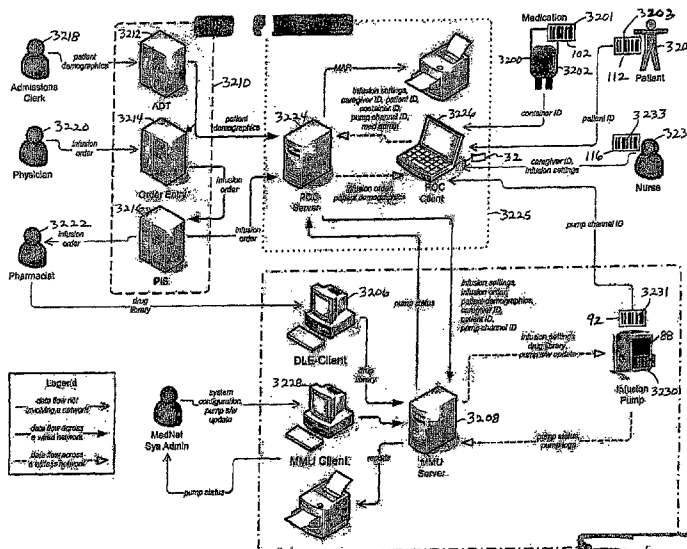 3218
Admissions
Clerk
patient
demographics
3212
ADT
3210
3220
Physician
infusion
order
3214
Order Entry
patient
demographics
infusion
order
3222
Pharmacist
infusion
order
3216
PIS
infusion
order
drug
library
3224
POC
Server
MAR
infusion settings,
caregiver ID, patient ID,
container ID,
pump channel ID,
med admin
infusion order,
patient demographics
3226
POC
Client
32
3225
Medication
3201
102
3200
3202
container ID
3203
112
Patient
patient ID
3233
116
Nurse
caregiver ID,
infusion settings
pump channel ID
pump status
infusion settings,
infusion order,
patient demographics,
caregiver ID,
patient ID,
pump channel ID
3206
DLE Client
drug
library
3228
MMU Client
system
configuration,
pump s/w
update
MedNet
Sys Admin
pump status
reports
3208
MMU
Server
infusion settings,
drug library,
pump s/w update
pump status,
pump logs
92
3231
88
3230
Infusion
Pump
Legend
data flow not
involving a network
data flow across
a wired network
data flow across
a wireless network